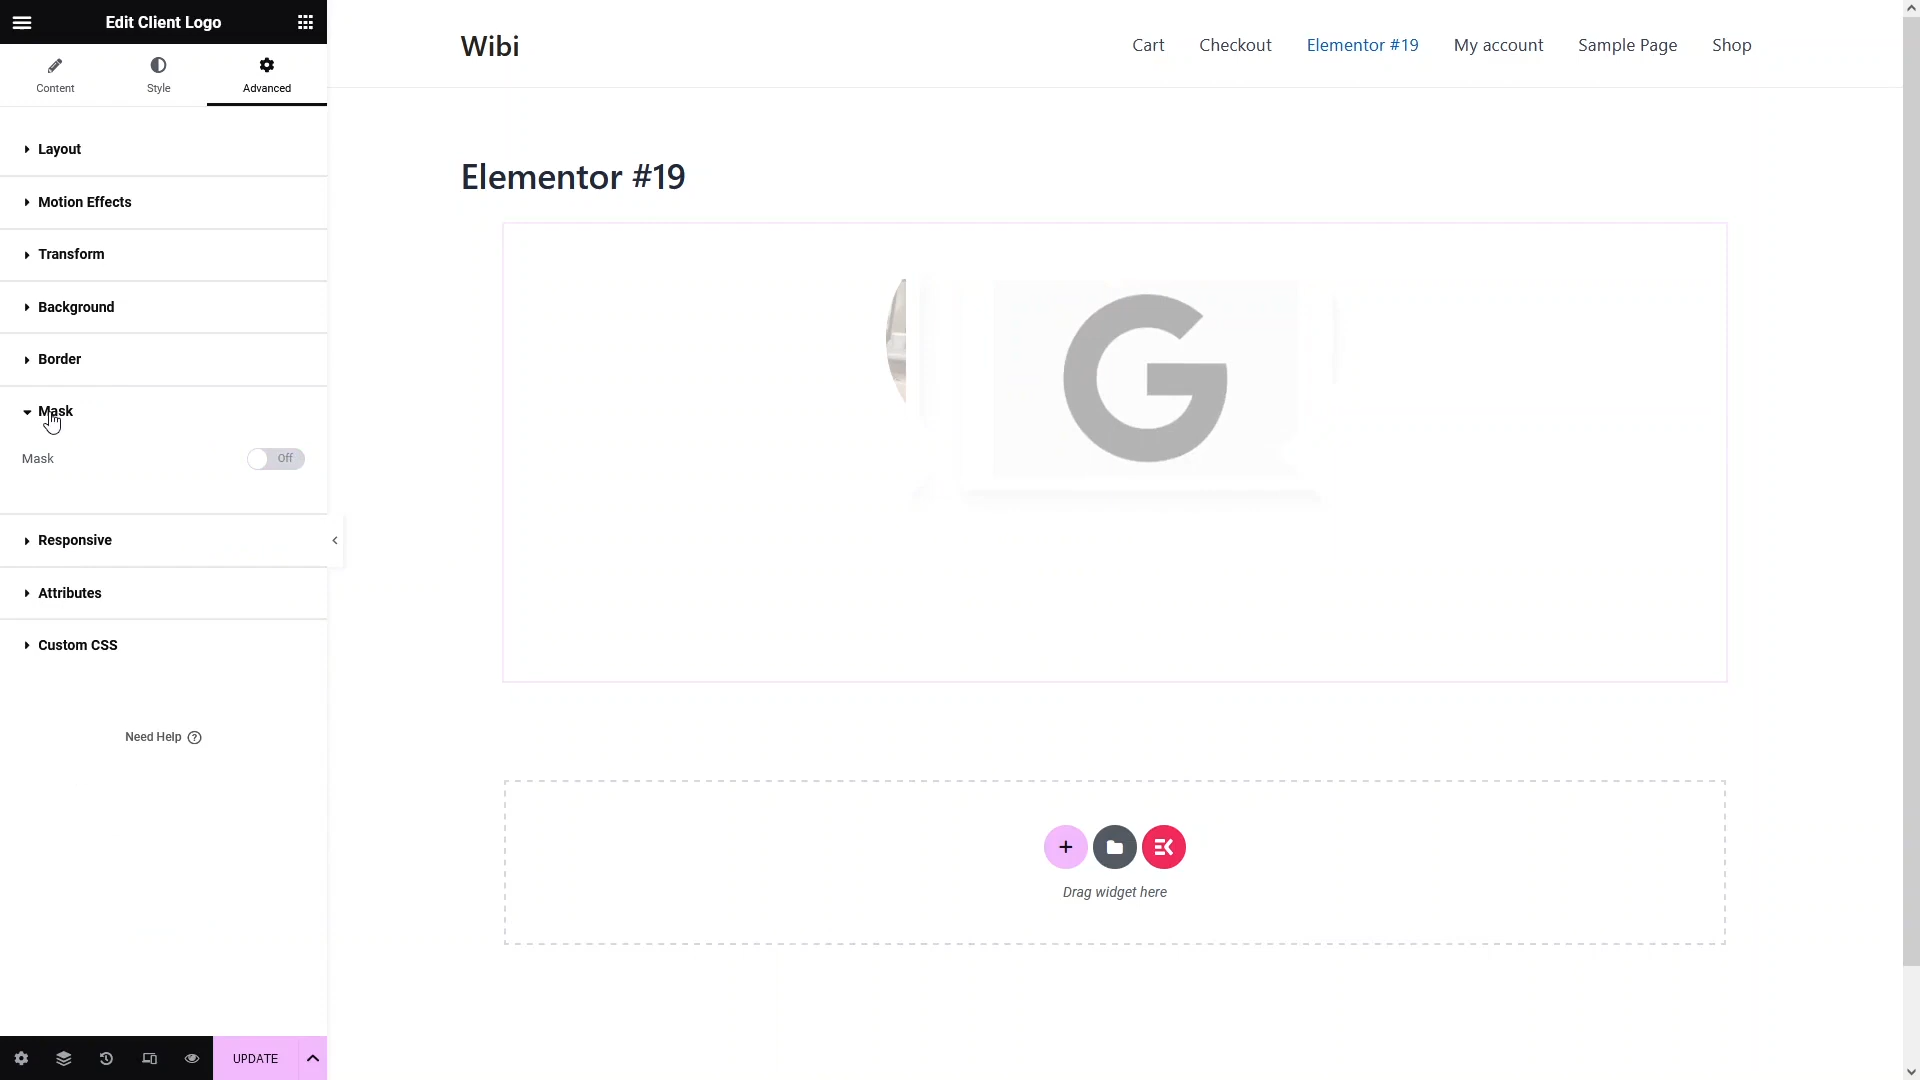 Edit Client Logo
Content
Style
Advanced
Layout
Motion Effects
Transform
Background
Border
Mask
Mask
Off
Responsive
Attributes
Custom CSS
Need Help ?
UPDATE
Wibi
Cart
Checkout
Elementor #19
My account
Sample Page
Shop
Elementor #19
G
Drag widget here